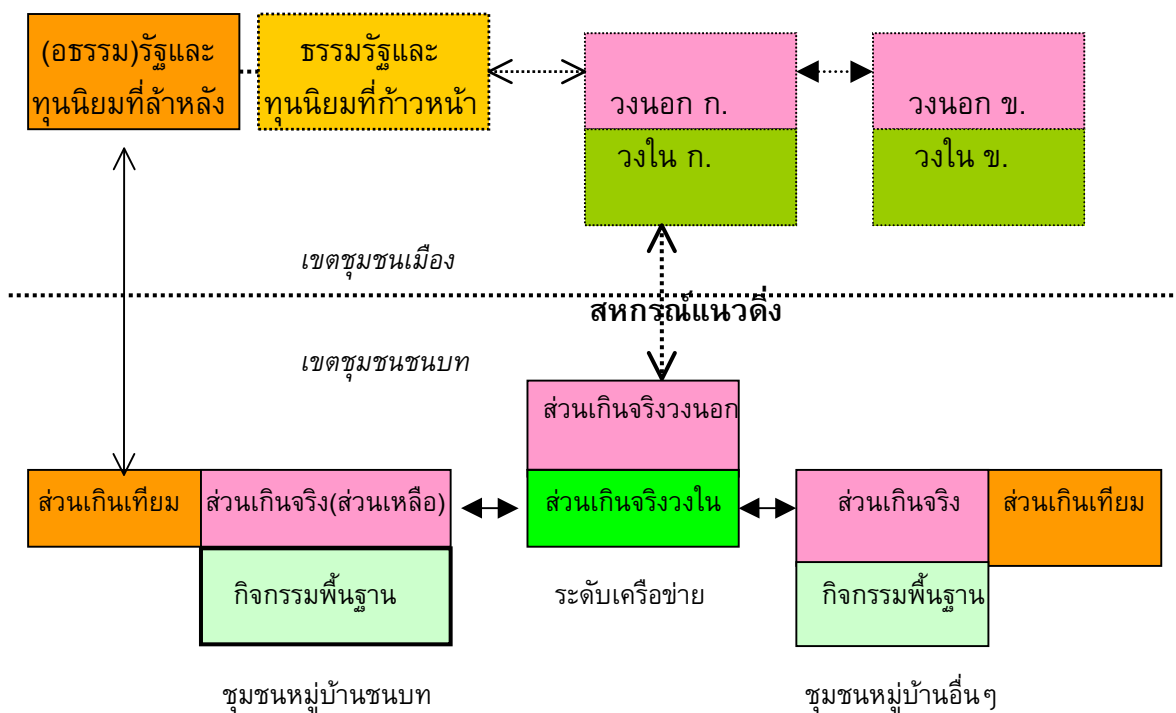 (อธรรม)รัฐและ
ทุนนิยมที่ล้าหลัง
ธรรมรัฐและ
ทุนนิยมที่ก้าวหน้า
วงนอก ก.
วงใน ก.
วงนอก ข.
วงใน ข.
เขตชุมชนเมือง
สหกรณ์แนวดิ่ง
เขตชุมชนชนบท
ส่วนเกินจริงวงนอก
ส่วนเกินเทียม
ส่วนเกินจริง(ส่วนเหลือ)
ส่วนเกินจริงวงใน
ส่วนเกินจริง
ส่วนเกินเทียม
กิจกรรมพื้นฐาน
ระดับเครือข่าย
กิจกรรมพื้นฐาน
ชุมชนหมู่บ้านชนบท
ชุมชนหมู่บ้านอื่นๆ